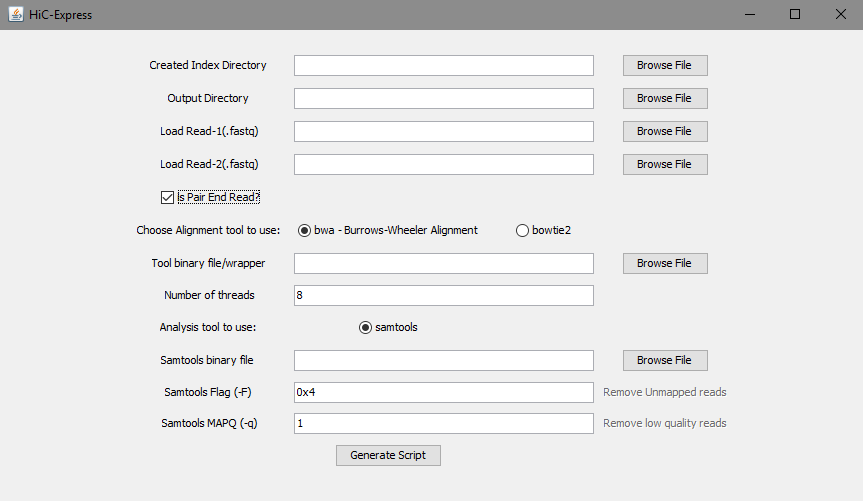 HiC-Express
Created Index Directory Browse File
Output Directory Browse File
Load Read-1(.fastq) Browse File
Load Read-2(.fastq) Browse File
Is Pair End Read?
Choose Alignment tool to use: bwa - Burrows-Wheeler Alignment bowtie2
Tool binary file/wrapper Browse File
Number of threads 8
Analysis tool to use: samtools
Samtools binary file Browse File
Samtools Flag (-F) 0x4 Remove Unmapped reads
Samtools MAPQ (-q) 1 Remove low quality reads
Generate Script